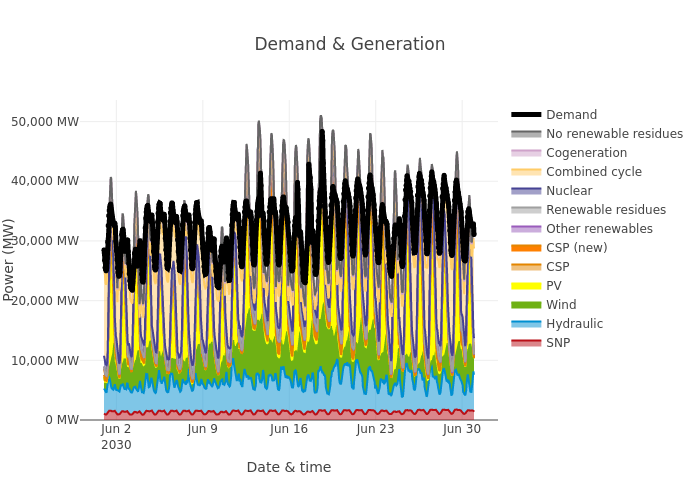 Demand & Generation
50,000 MW
40,000 MW
30,000 MW
20,000 MW
10,000 MW
0 MW
Power (MW)
Jun 2
2030
Jun 9
Jun 16
Jun 23
Jun 30
Date & time
Demand
No renewable residues
Cogeneration
Combined cycle
Nuclear
Renewable residues
Other renewables
CSP (new)
CSP
PV
Wind
Hydraulic
SNP